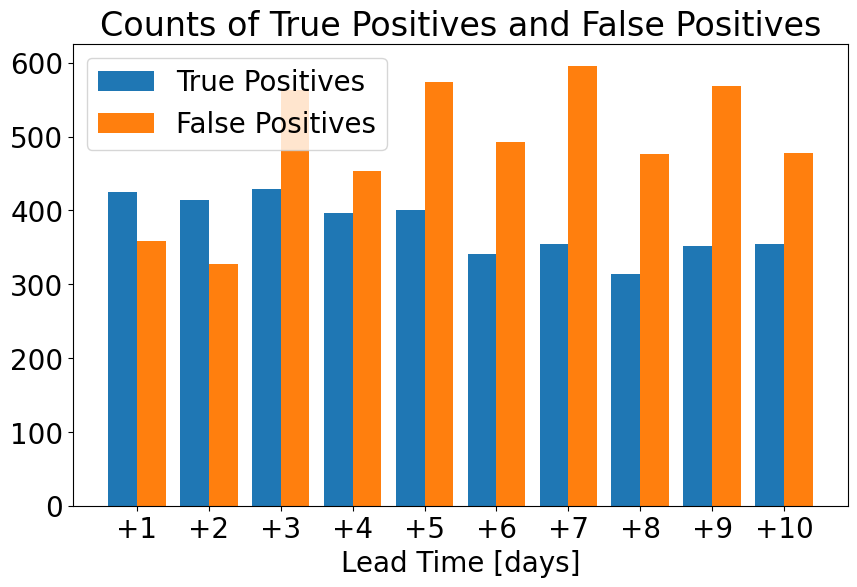 Counts of True Positives and False Positives
600
500
400
300
200
100
0
True Positives
False Positives
+1 +2 +3 +4 +5 +6 +7 +8 +9 +10
Lead Time [days]